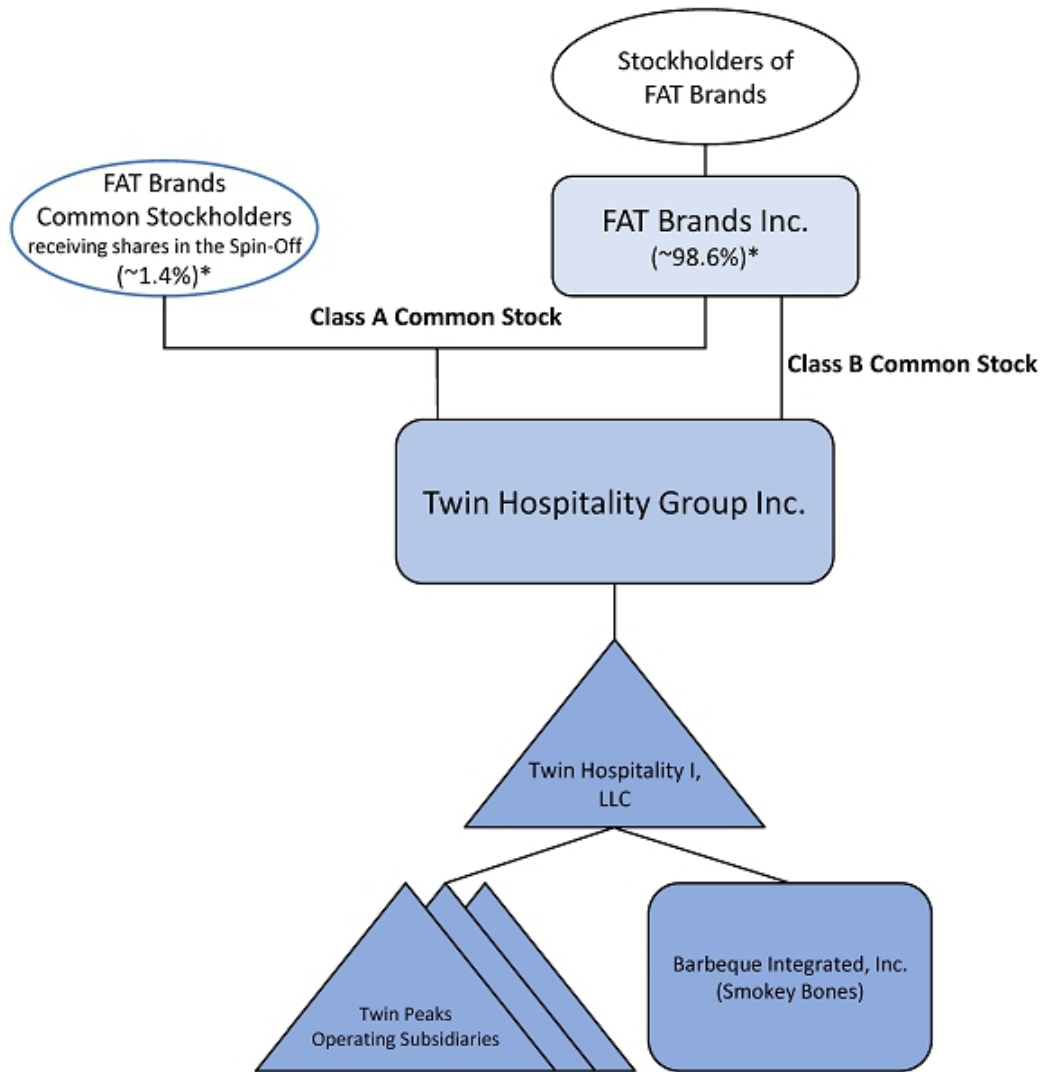 Stockholders of
FAT Brands
FAT Brands
Common Stockholders
receiving shares in the Spin-Off
(~1.4%)*
FAT Brands Inc.
(~98.6%)*
Class A Common Stock
Class B Common Stock
Twin Hospitality Group Inc.
Twin Hospitality I,
LLC
Twin Peaks
Operating Subsidiaries
Barbeque Integrated, Inc.
(Smokey Bones)